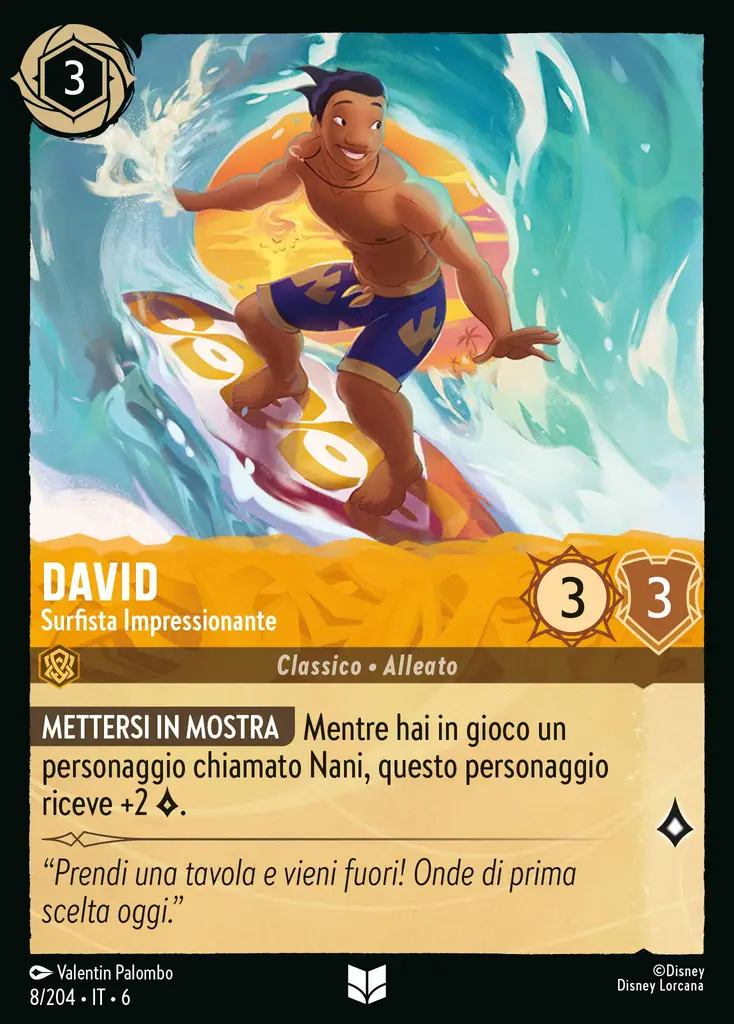 3
DAVID
Surfista Impressionante
3
3
Classico • Alleato
METTERSI IN MOSTRA Mentre hai in gioco un
personaggio chiamato Nani, questo personaggio
riceve +2 .
“Prendi una tavola e vieni fuori! Onde di prima
scelta oggi.”
Valentin Palombo
8/204 • IT • 6
©Disney
Disney Lorcana